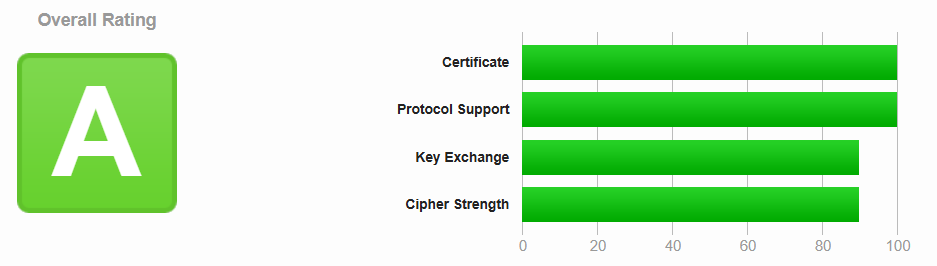 Overall Rating
A
Certificate
Protocol Support
Key Exchange
Cipher Strength
0 20 40 60 80 100